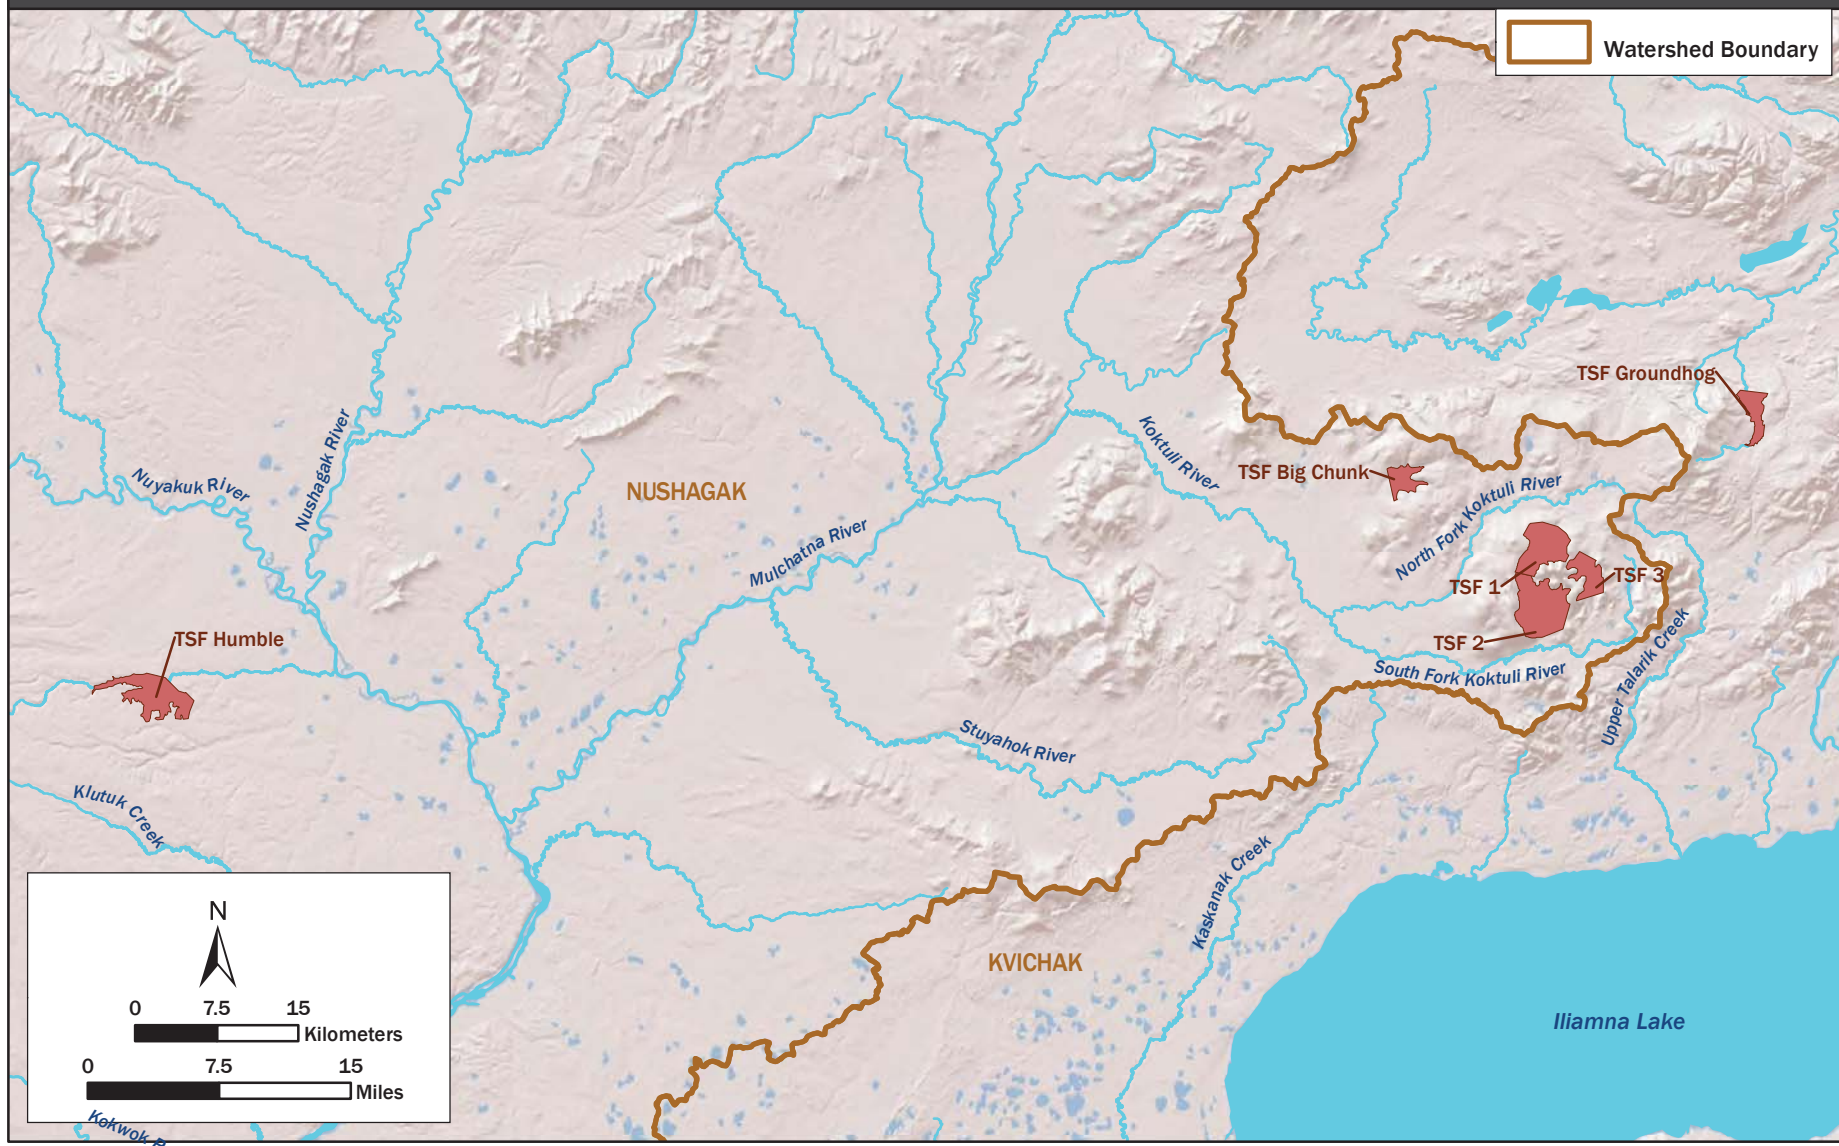 Watershed Boundary
TSF Groundhog
Koktuli River
TSF Big Chunk
Nushagak River
Nuyakuk River
NUSHAGAK
North Fork Koktuli River
Mulchatna River
TSF 1
TSF 3
TSF Humble
TSF 2
South Fork Koktuli River
Upper Talarik Creek
Stuyahok River
Klutuk Creek
Kaskanak Creek
KVICHAK
N
0 7.5 15
Kilometers
Iliamna Lake
0 7.5 15
Miles
Kokwok